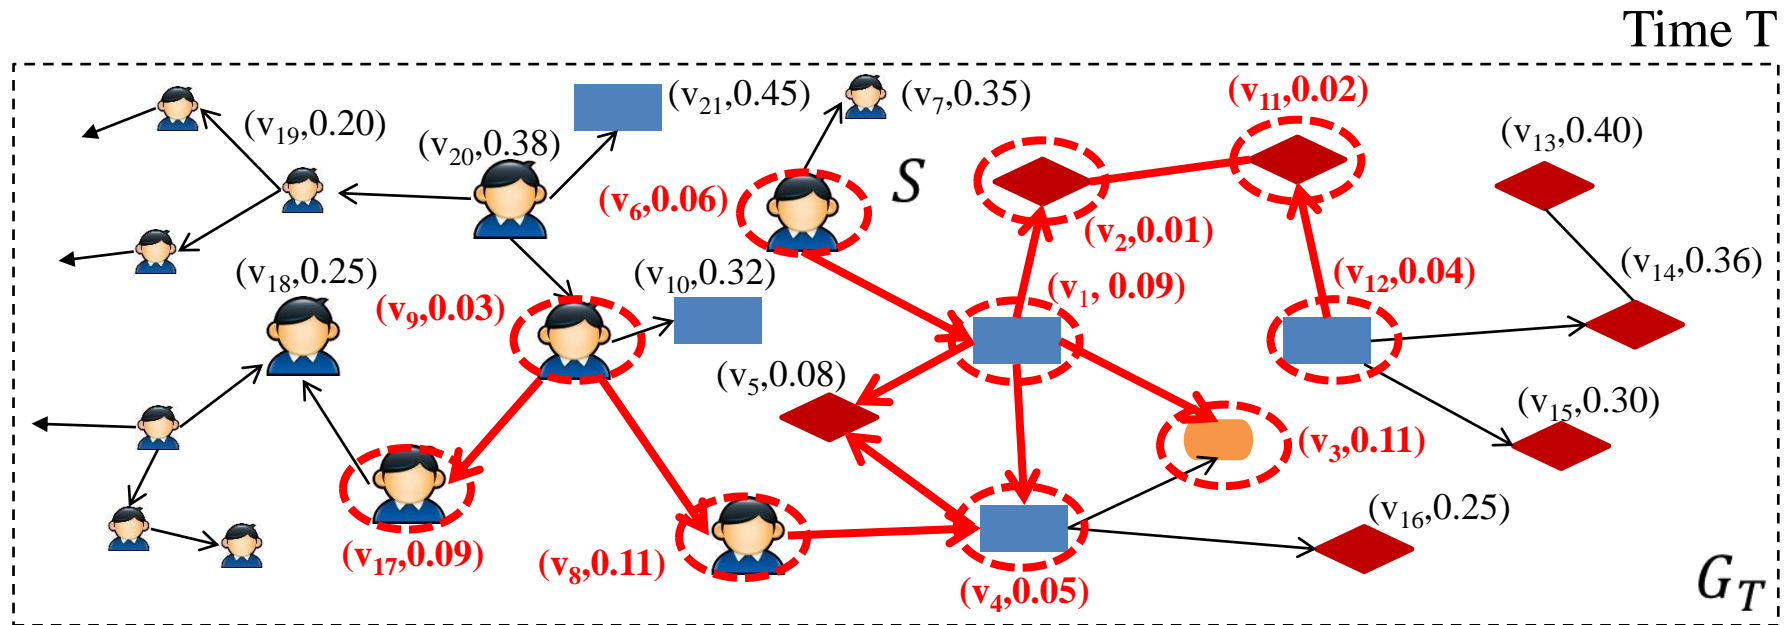 Time T
(v21,0.45)
(v7,0.35)
(v11,0.02)
(v19,0.20)
(v20,0.38)
(v13,0.40)
S
(v6,0.06)
(v2,0.01)
(v18,0.25)
(v10,0.32)
(v12,0.04)
(v14,0.36)
(v9,0.03)
(v1, 0.09)
(v5,0.08)
(v15,0.30)
(v3,0.11)
(v16,0.25)
(v17,0.09)
(v8,0.11)
(v4,0.05)
GT